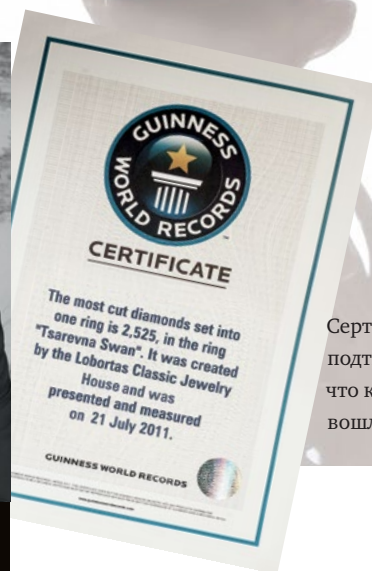 GUINNESS
WORLD RECORDS
CERTIFICATE
The most cut diamonds set into
one ring is 2,525, in the ring
"Tsarevna Swan". It was created
by the Lobortas Classic Jewelry
House and was
presented and measured
on 21 July 2011.
GUINNESS WORLD RECORDS
Серт
подт
что к
вошл